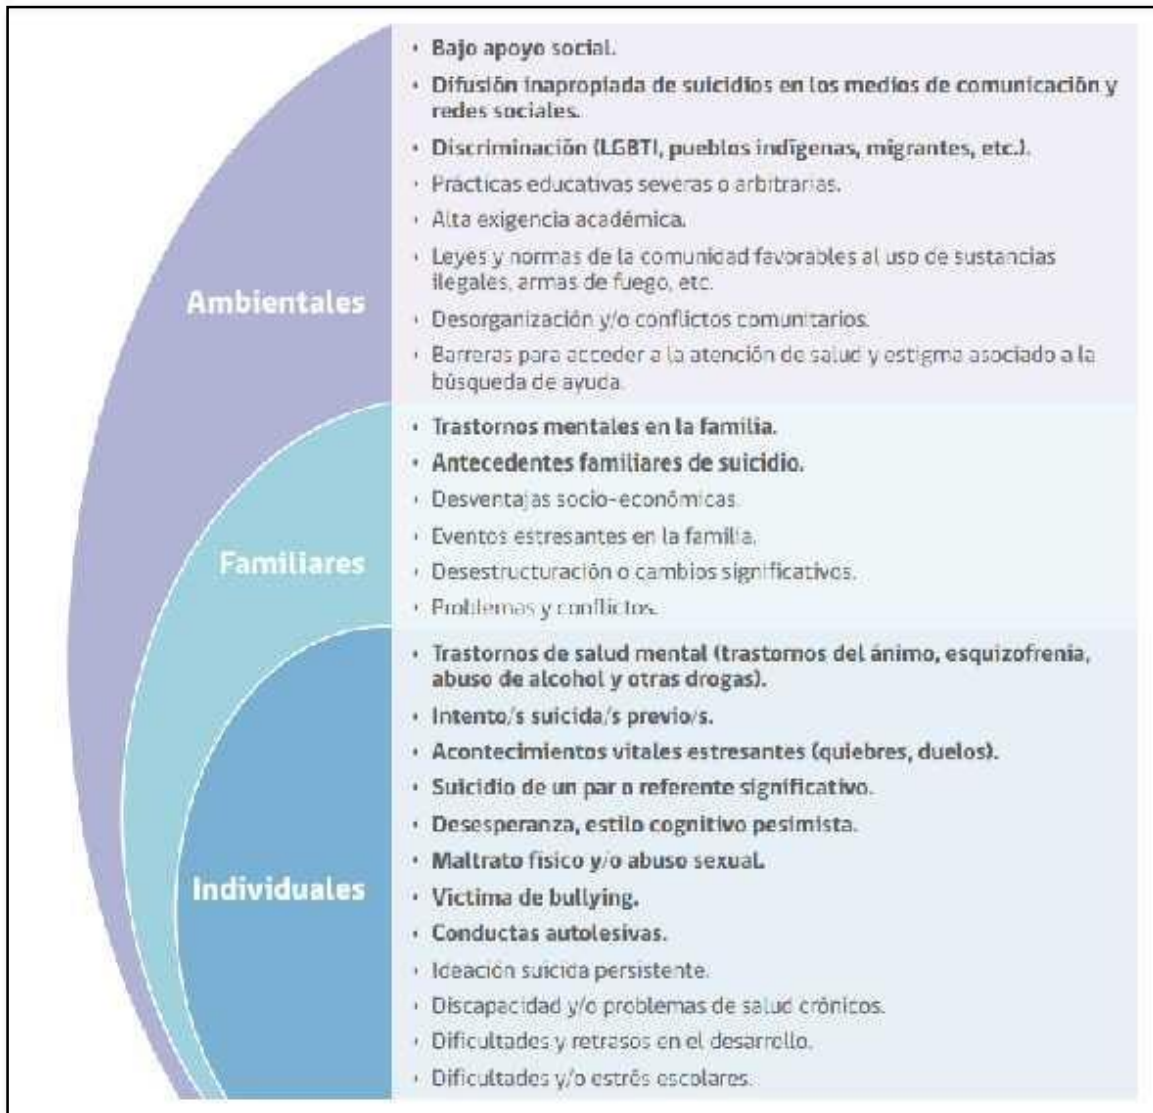 Ambientales
• Bajo apoyo social.
• Difusión inapropiada de suicidios en los medios de comunicación y
redes sociales.
• Discriminación (LGBTI, pueblos indígenas, migrantes, etc.).
• Prácticas educativas severas o arbitrarias.
• Alta exigencia académica.
• Leyes y normas de la comunidad favorables al uso de sustancias
ilegales, armas de fuego, etc.
• Desorganización y/o conflictos comunitarios.
• Barreras para acceder a la atención de salud y estigma asociado a la
búsqueda de ayuda.
Familiares
• Trastornos mentales en la familia.
• Antecedentes familiares de suicidio.
• Desventajas socio-económicas.
• Eventos estresantes en la familia.
• Desestructuración o cambios significativos.
• Problemas y conflictos.
Individuales
• Trastornos de salud mental (trastornos del ánimo, esquizofrenia,
abuso de alcohol y otras drogas).
• Intento/s suicida/s previo/s.
• Acontecimientos vitales estresantes (quiebres, duelos).
• Suicidio de un par o referente significativo.
• Desesperanza, estilo cognitivo pesimista.
• Maltrato físico y/o abuso sexual.
• Víctima de bullying.
• Conductas autolesivas.
• Ideación suicida persistente.
• Discapacidad y/o problemas de salud crónicos.
• Dificultades y retrasos en el desarrollo.
• Dificultades y/o estrés escolares.